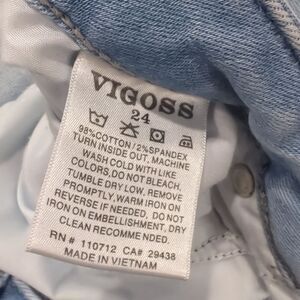 VIGOSS
24
98%COTTON / 2%SPANDEX
TURN INSIDE OUT, MACHINE
WASH COLD WITH LIKE
COLORS,DO NOT BLEACH,
TUMBLE DRY LOW, REMOVE
PROMPTLY, WARM IRON ON
REVERSE IF NEEDED, DO NOT
IRON ON EMBELLISHMENT, DRY
CLEAN RECOMMENDED.
RN # 110712 CA# 29438
MADE IN VIETNAM